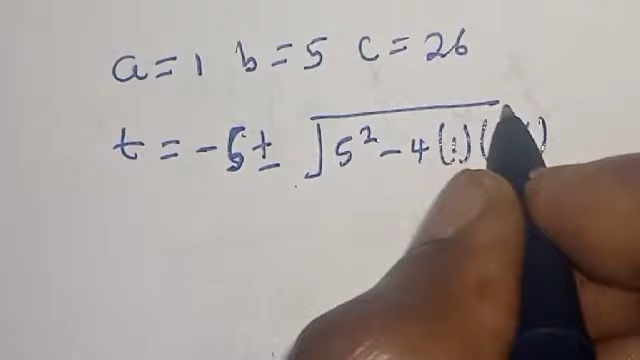 a = 1 b = 5 c = 26
t = -5 ± √5² - 4(1)( )